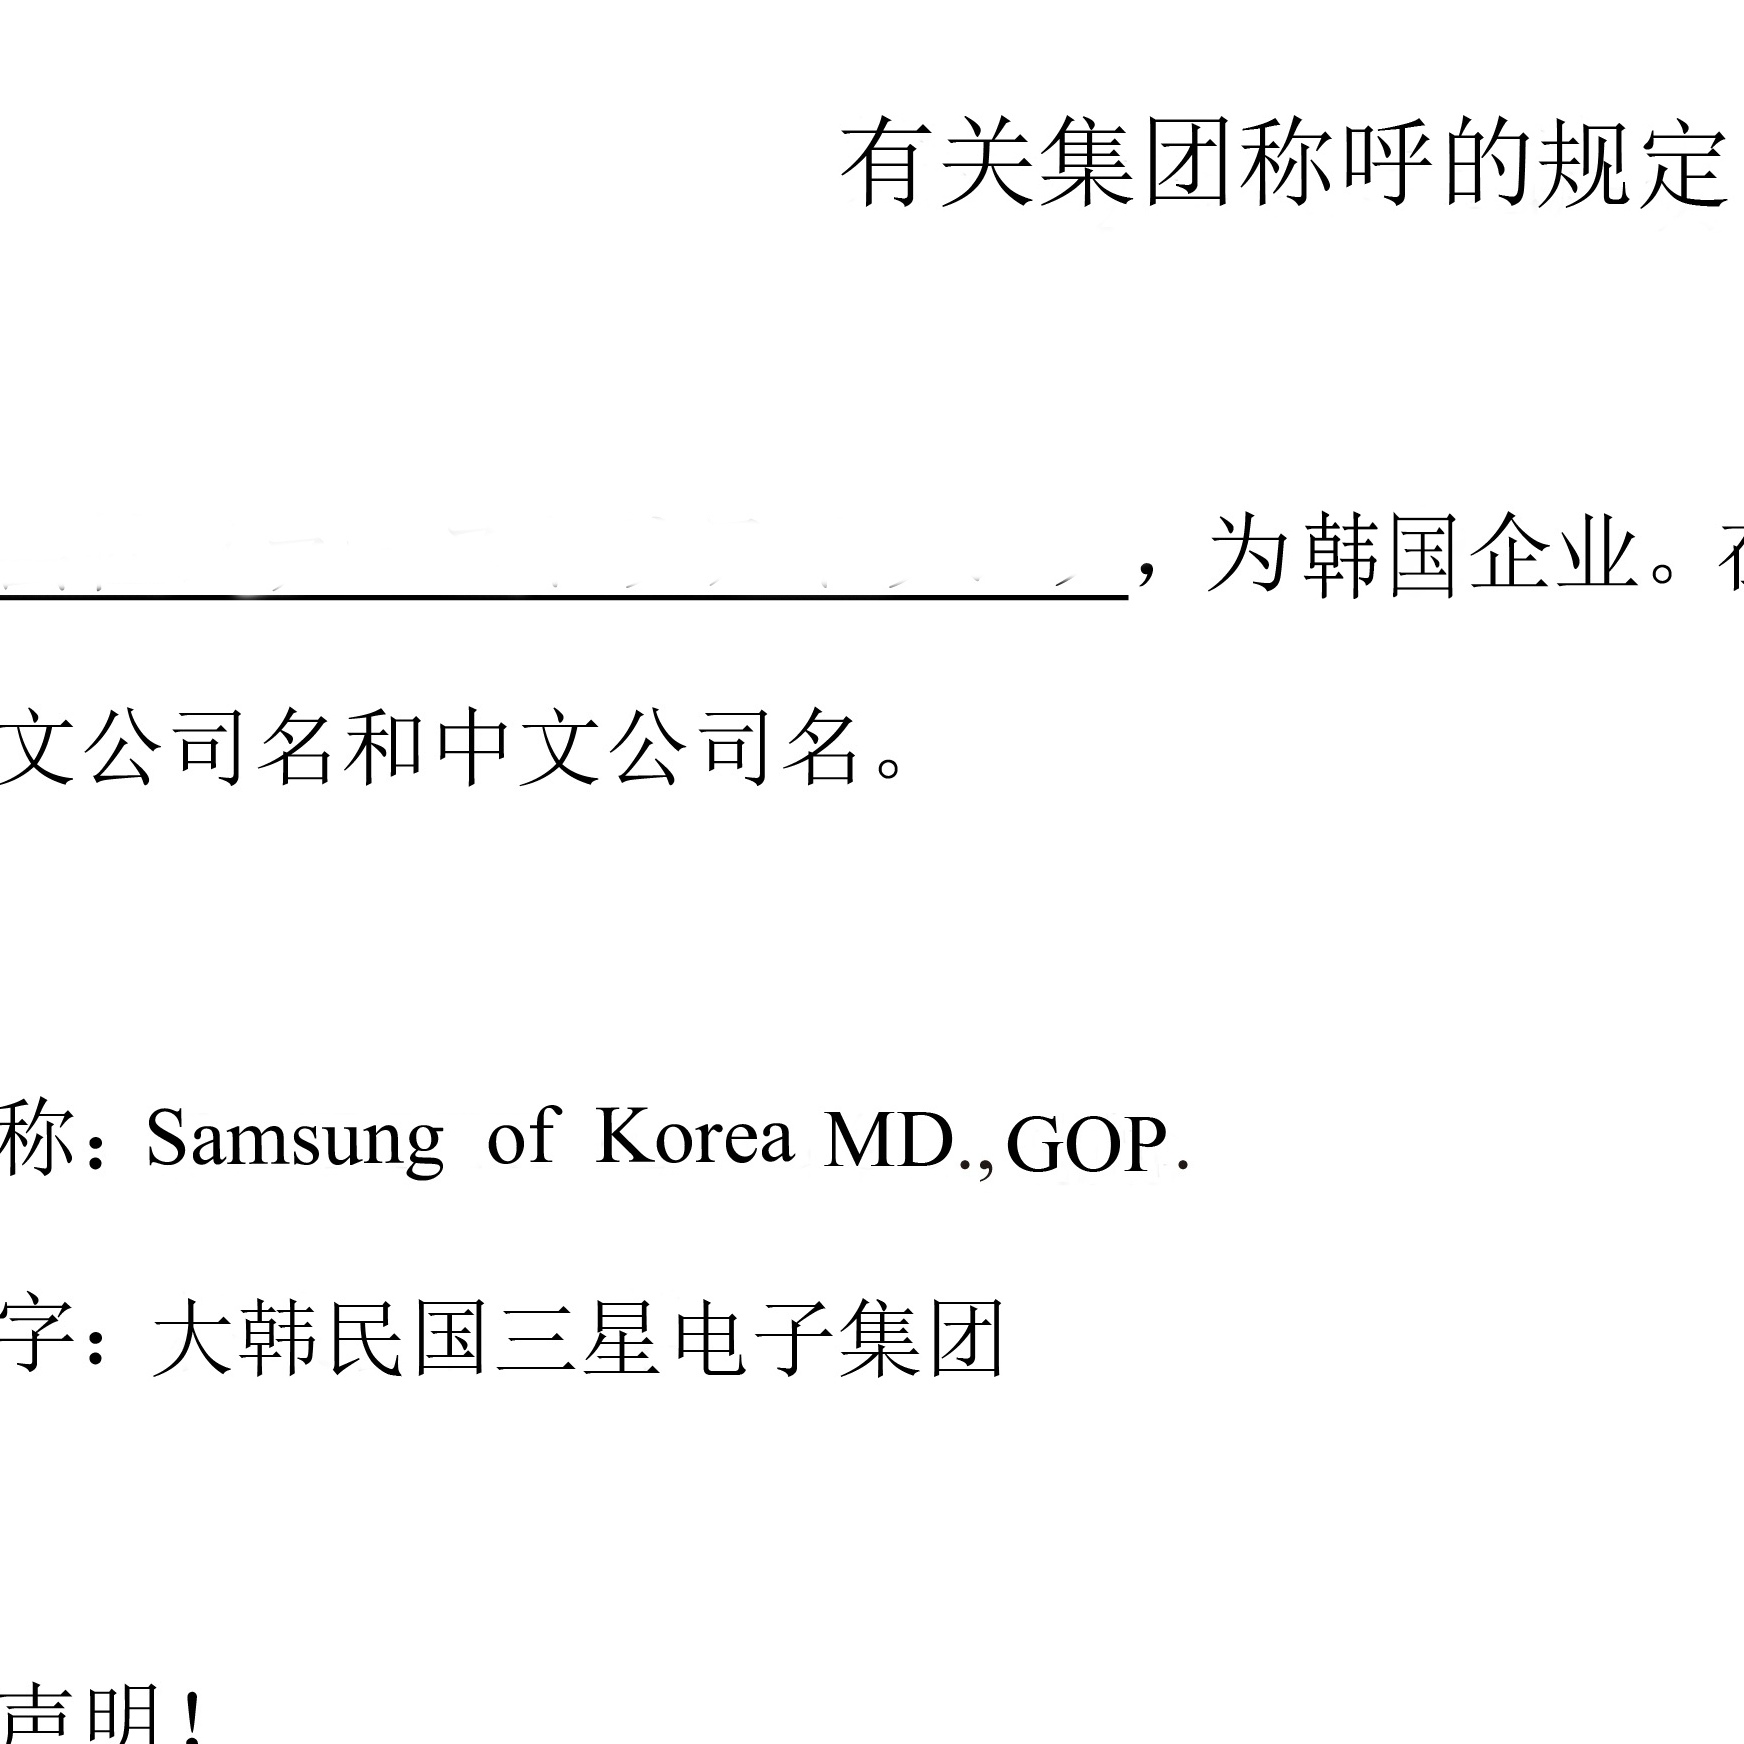 有关集团称呼的规定
，为韩国企业。
文公司名和中文公司名。
称：Samsung of Korea MD.,GOP.
字：大韩民国三星电子集团
声明！